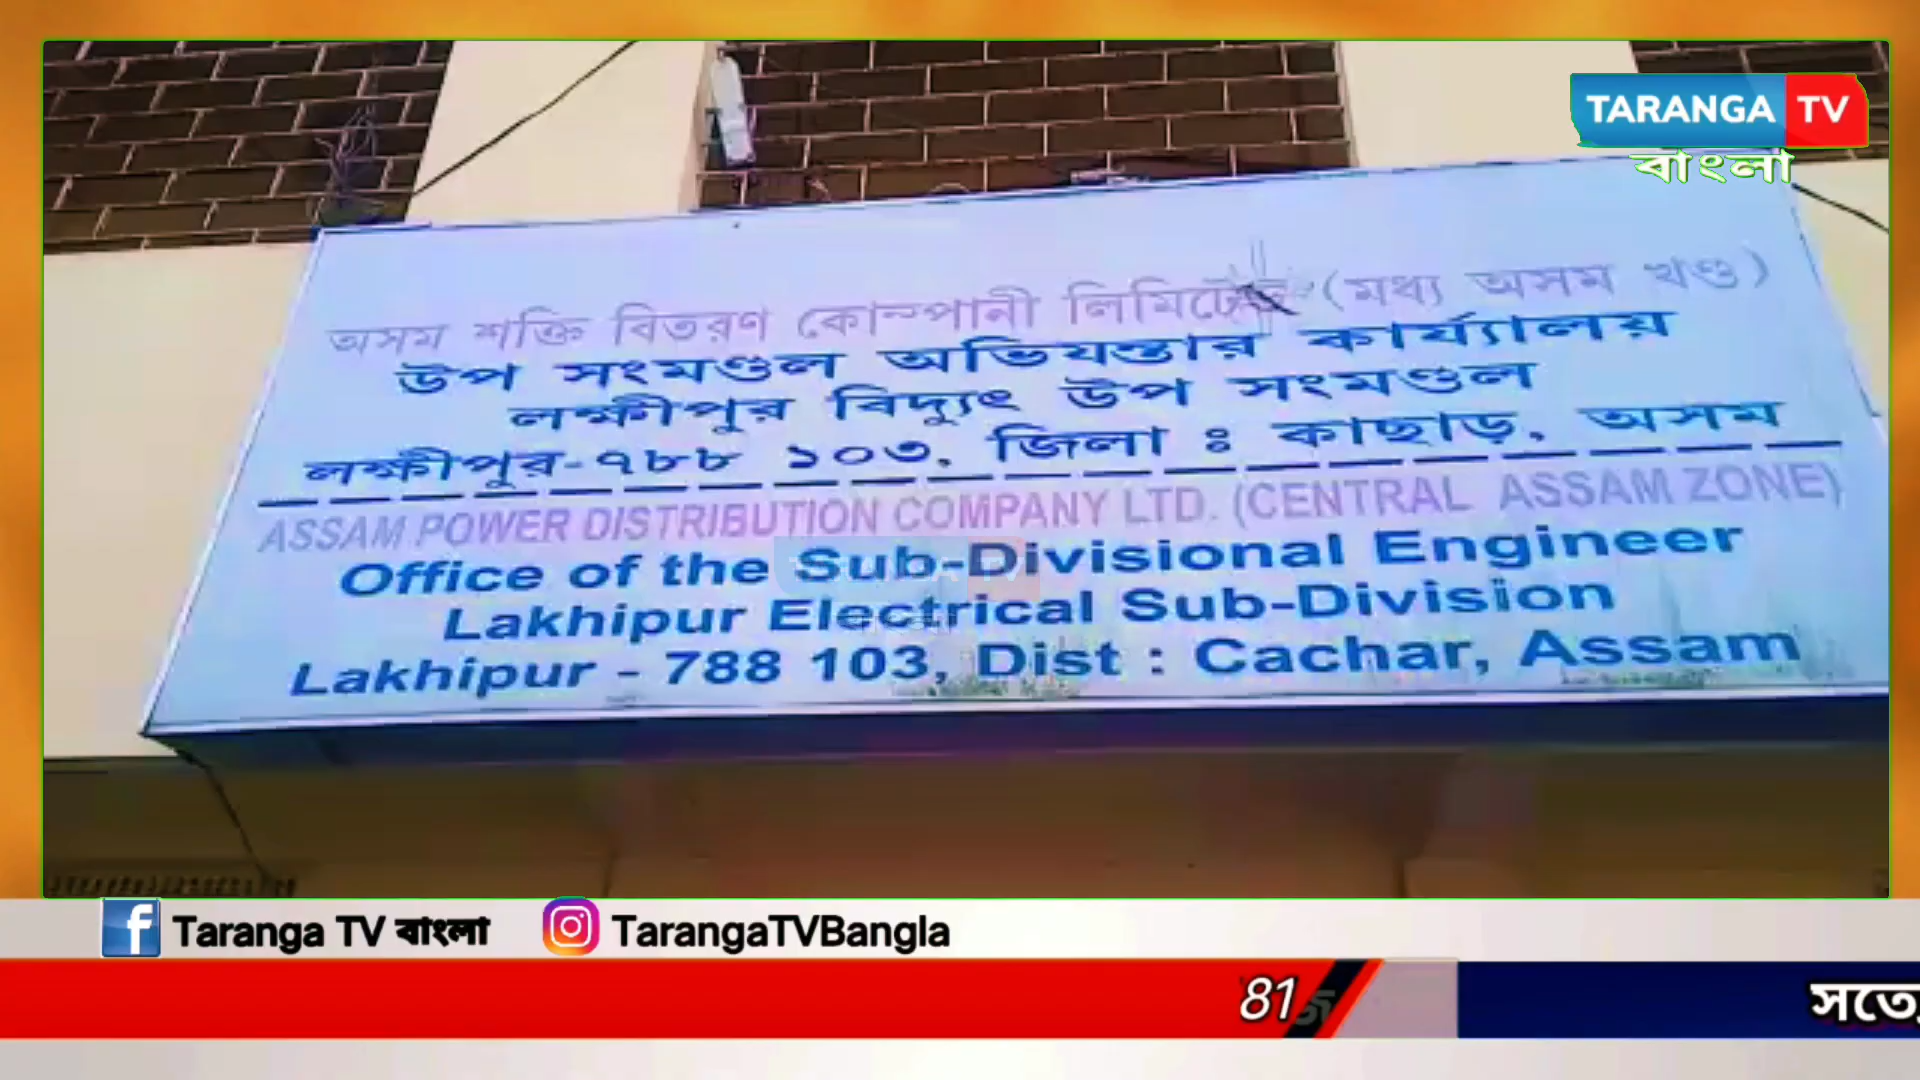 TARANGA TV
বাংলা
অসম শক্তি বিতৰণ কোম্পানী লিমিটেড (মধ্য অসম খণ্ড)
উপ সংমণ্ডল অভিযন্তাৰ কাৰ্য্যালয়
লক্ষীপুৰ বিদ্যুৎ উপ সংমণ্ডল
লক্ষীপুৰ-৭৮৮ ১০৩, জিলা ঃ কাছাড়, অসম
ASSAM POWER DISTRIBUTION COMPANY LTD. (CENTRAL ASSAM ZONE)
Office of the Sub-Divisional Engineer
Lakhipur Electrical Sub-Division
Lakhipur - 788 103, Dist : Cachar, Assam
Taranga TV বাংলা TarangaTVBangla
81